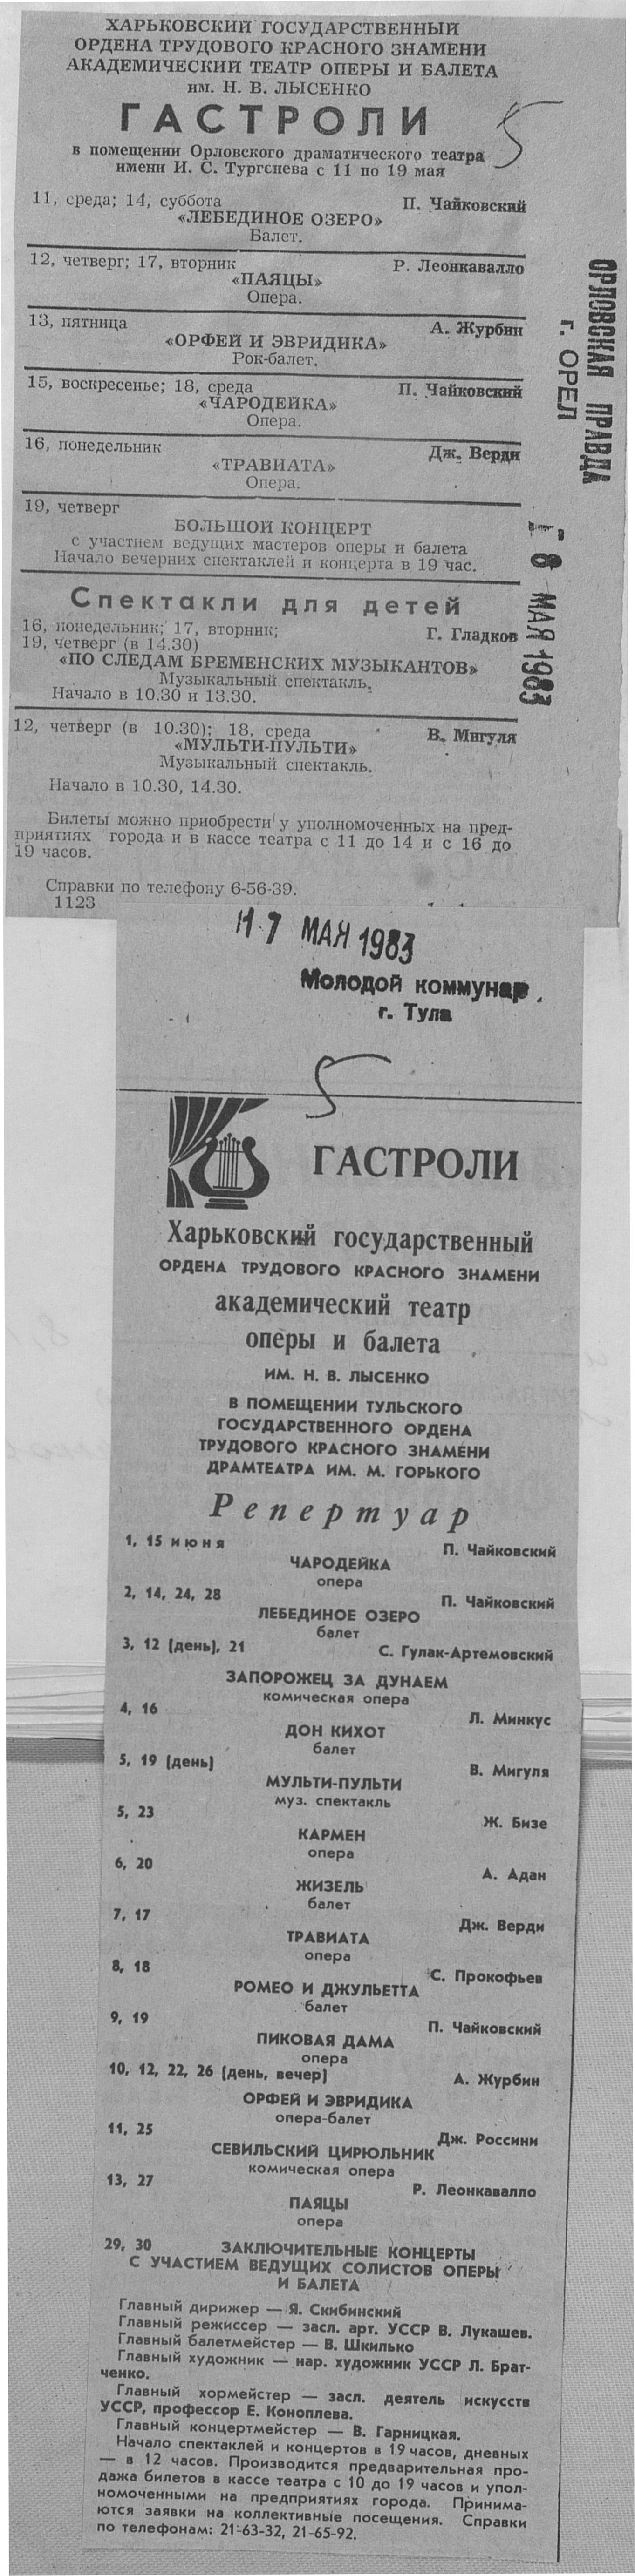 ХАРЬКОВСКИЙ ГОСУДАРСТВЕННЫЙ
ОРДЕНА ТРУДОВОГО КРАСНОГО ЗНАМЕНИ
АКАДЕМИЧЕСКИЙ ТЕАТР ОПЕРЫ И БАЛЕТА
им. Н. В. ЛЫСЕНКО
ГАСТРОЛИ
5
в помещении Орловского драматического театра
имени И. С. Тургенева с 11 по 19 мая
11, среда; 14, суббота П. Чайковский
«ЛЕБЕДИНОЕ ОЗЕРО»
Балет.
12, четверг; 17, вторник Р. Леонкавалло
«ПАЯЦЫ»
Опера.
13, пятница А. Журбин
«ОРФЕЙ И ЭВРИДИКА»
Рок-балет.
15, воскресенье; 18, среда П. Чайковский
«ЧАРОДЕЙКА»
Опера.
16, понедельник Дж. Верди
«ТРАВИАТА»
Опера.
19, четверг
БОЛЬШОЙ КОНЦЕРТ
с участием ведущих мастеров оперы и балета
Начало вечерних спектаклей и концерта в 19 час.
Спектакли для детей
16, понедельник; 17, вторник;
19, четверг (в 14.30) Г. Гладков
«ПО СЛЕДАМ БРЕМЕНСКИХ МУЗЫКАНТОВ»
Музыкальный спектакль.
Начало в 10.30 и 13.30.
12, четверг (в 10.30); 18, среда В. Мигуля
«МУЛЬТИ-ПУЛЬТИ»
Музыкальный спектакль.
Начало в 10.30, 14.30.
Билеты можно приобрести у уполномоченных на пред-
приятиях города и в кассе театра с 11 до 14 и с 16 до
19 часов.
Справки по телефону 6-56-39.
1123
ОРЛОВСКАЯ ПРАВДА
г. ОРЕЛ
8 МАЯ 1983
17 МАЯ 1983
Молодой коммунар
г. Тула
5
ГАСТРОЛИ
Харьковский государственный
ОРДЕНА ТРУДОВОГО КРАСНОГО ЗНАМЕНИ
академический театр
оперы и балета
ИМ. Н. В. ЛЫСЕНКО
В ПОМЕЩЕНИИ ТУЛЬСКОГО
ГОСУДАРСТВЕННОГО ОРДЕНА
ТРУДОВОГО КРАСНОГО ЗНАМЕНИ
ДРАМТЕАТРА ИМ. М. ГОРЬКОГО
Репертуар
1, 15 июня П. Чайковский
ЧАРОДЕЙКА
опера
2, 14, 24, 28 П. Чайковский
ЛЕБЕДИНОЕ ОЗЕРО
балет
3, 12 (день), 21 С. Гулак-Артемовский
ЗАПОРОЖЕЦ ЗА ДУНАЕМ
комическая опера
4, 16 Л. Минкус
ДОН КИХОТ
балет
5, 19 (день) В. Мигуля
МУЛЬТИ-ПУЛЬТИ
муз. спектакль
5, 23 Ж. Бизе
КАРМЕН
опера
6, 20 А. Адан
ЖИЗЕЛЬ
балет
7, 17 Дж. Верди
ТРАВИАТА
опера
8, 18 С. Прокофьев
РОМЕО И ДЖУЛЬЕТТА
балет
9, 19 П. Чайковский
ПИКОВАЯ ДАМА
опера
10, 12, 22, 26 (день, вечер) А. Журбин
ОРФЕЙ И ЭВРИДИКА
опера-балет
11, 25 Дж. Россини
СЕВИЛЬСКИЙ ЦИРЮЛЬНИК
комическая опера
13, 27 Р. Леонкавалло
ПАЯЦЫ
опера
29, 30 ЗАКЛЮЧИТЕЛЬНЫЕ КОНЦЕРТЫ
С УЧАСТИЕМ ВЕДУЩИХ СОЛИСТОВ ОПЕРЫ
И БАЛЕТА
Главный дирижер — Я. Скибинский
Главный режиссер — засл. арт. УССР В. Лукашев.
Главный балетмейстер — В. Шкилько
Главный художник — нар. художник УССР Л. Брат-
ченко.
Главный хормейстер — засл. деятель искусств
УССР, профессор Е. Коноплева.
Главный концертмейстер — В. Гарницкая.
Начало спектаклей и концертов в 19 часов, дневных
— в 12 часов. Производится предварительная про-
дажа билетов в кассе театра с 10 до 19 часов и упол-
номоченными на предприятиях города. Принима-
ются заявки на коллективные посещения. Справки
по телефонам: 21-63-32, 21-65-92.